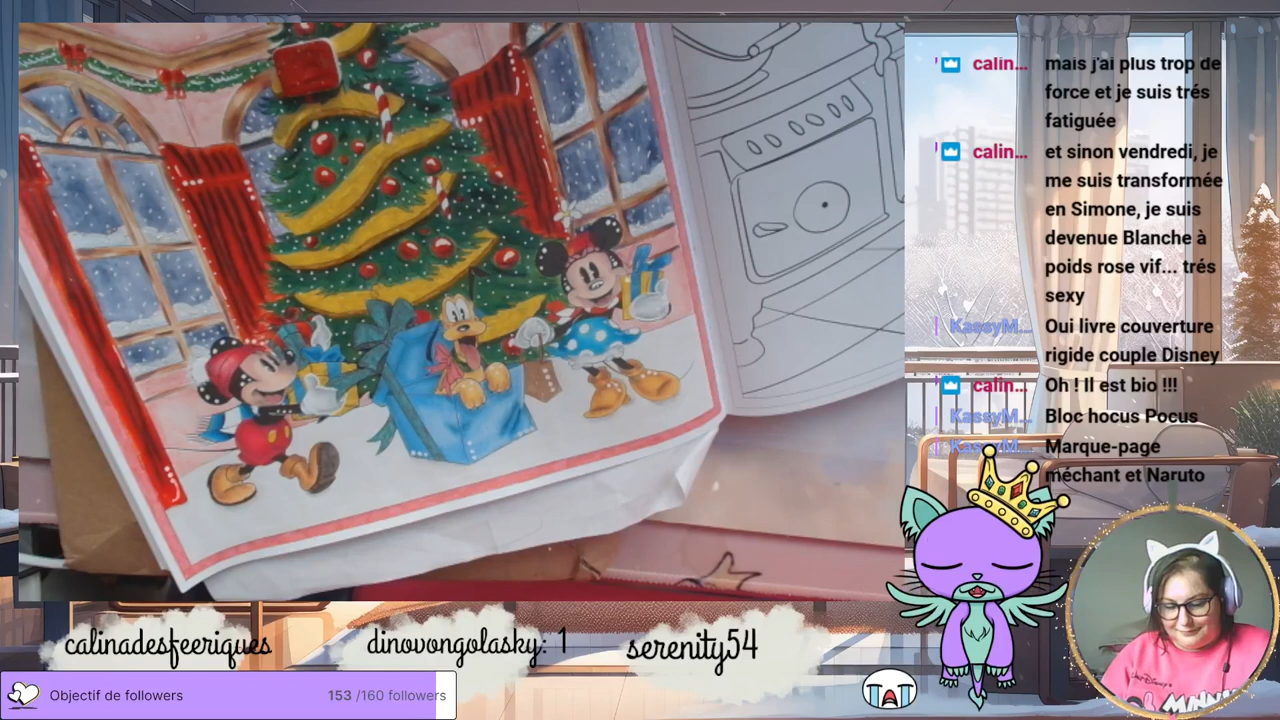 calin... mais j'ai plus trop de
force et je suis trés
fatiguée
calin... et sinon vendredi, je
me suis transformée
en Simone, je suis
devenue Blanche à
poids rose vif... trés
sexy
KassyM... Oui livre couverture
rigide couple Disney
calin... Oh ! Il est bio !!!
KassyM... Bloc hocus Pocus
KassyM... Marque-page
méchant et Naruto
calinadesfeeriques
dinovongolasky: 1
serenity54
Objectif de followers
153 /160 followers